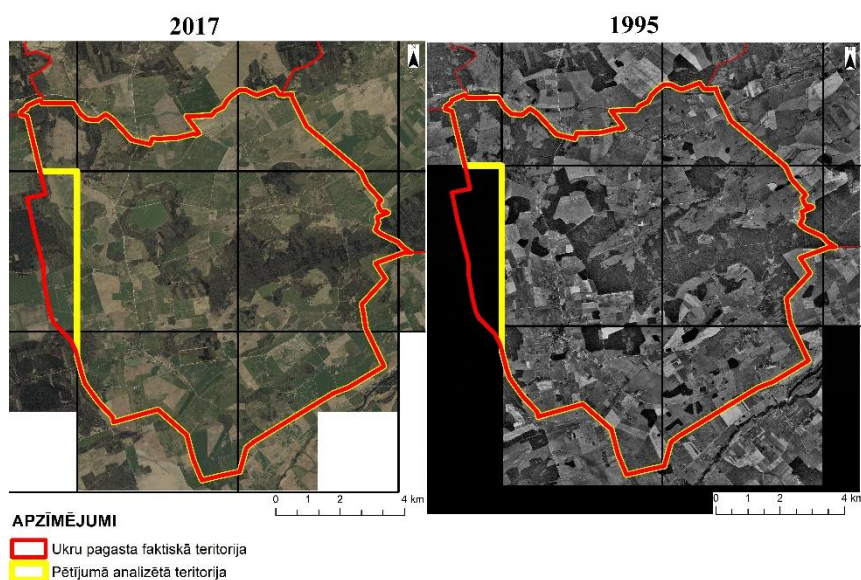 2017
1995
N
N
0 1 2 4 km
0 1 2 4 km
APZĪMĒJUMI
Ukru pagasta faktiskā teritorija
Pētījumā analizētā teritorija